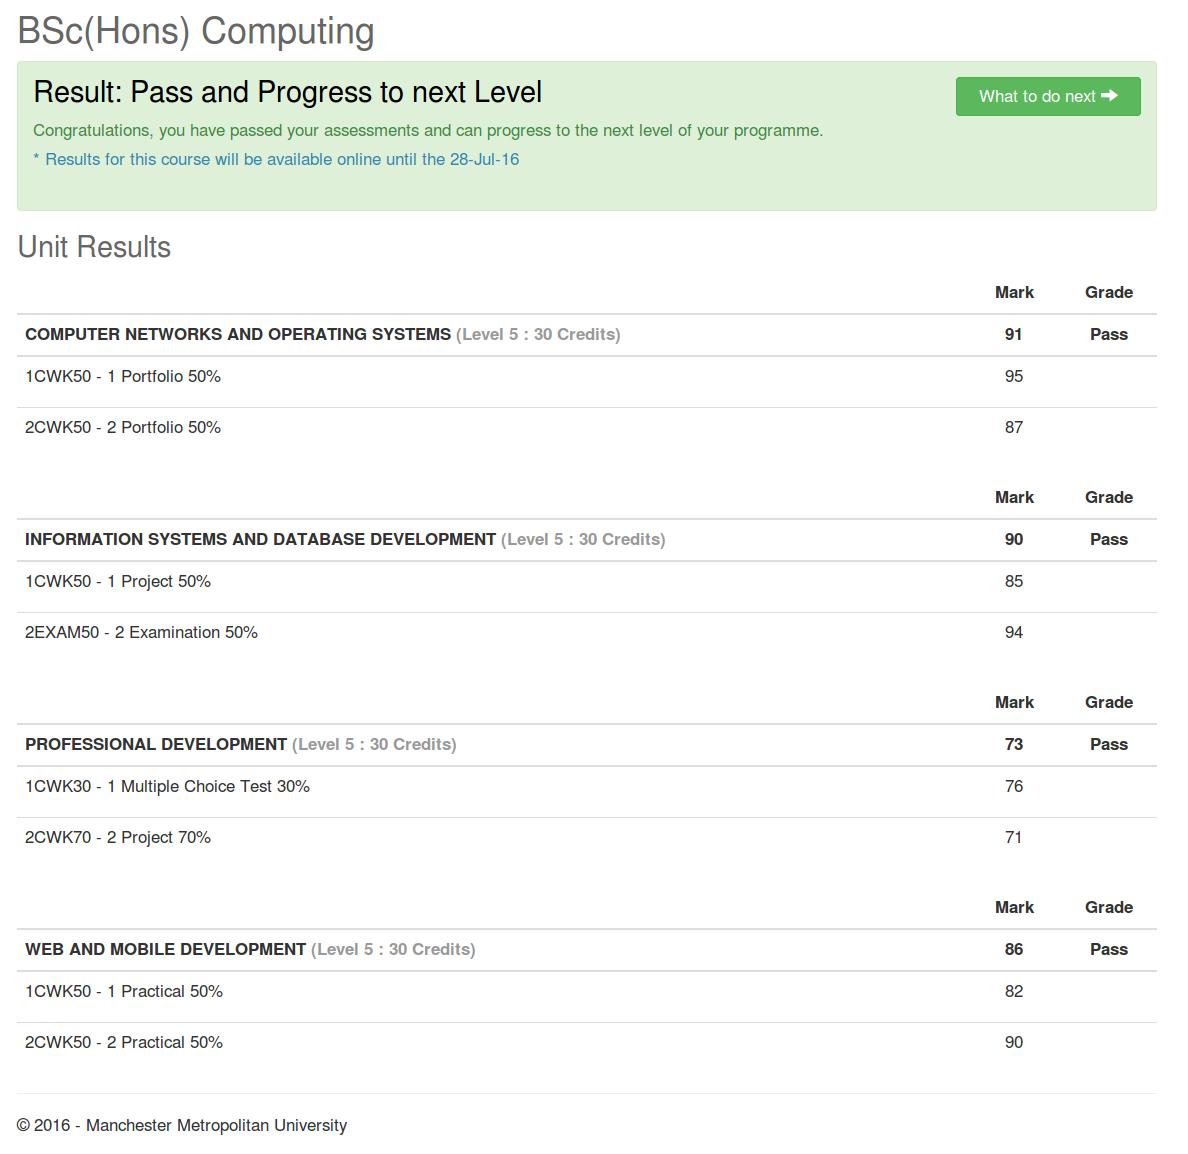 BSc(Hons) Computing
Result: Pass and Progress to next Level
What to do next
Congratulations, you have passed your assessments and can progress to the next level of your programme.
* Results for this course will be available online until the 28-Jul-16
Unit Results
Mark Grade
COMPUTER NETWORKS AND OPERATING SYSTEMS (Level 5 : 30 Credits) 91 Pass
1CWK50 - 1 Portfolio 50% 95
2CWK50 - 2 Portfolio 50% 87
Mark Grade
INFORMATION SYSTEMS AND DATABASE DEVELOPMENT (Level 5 : 30 Credits) 90 Pass
1CWK50 - 1 Project 50% 85
2EXAM50 - 2 Examination 50% 94
Mark Grade
PROFESSIONAL DEVELOPMENT (Level 5 : 30 Credits) 73 Pass
1CWK30 - 1 Multiple Choice Test 30% 76
2CWK70 - 2 Project 70% 71
Mark Grade
WEB AND MOBILE DEVELOPMENT (Level 5 : 30 Credits) 86 Pass
1CWK50 - 1 Practical 50% 82
2CWK50 - 2 Practical 50% 90
© 2016 - Manchester Metropolitan University